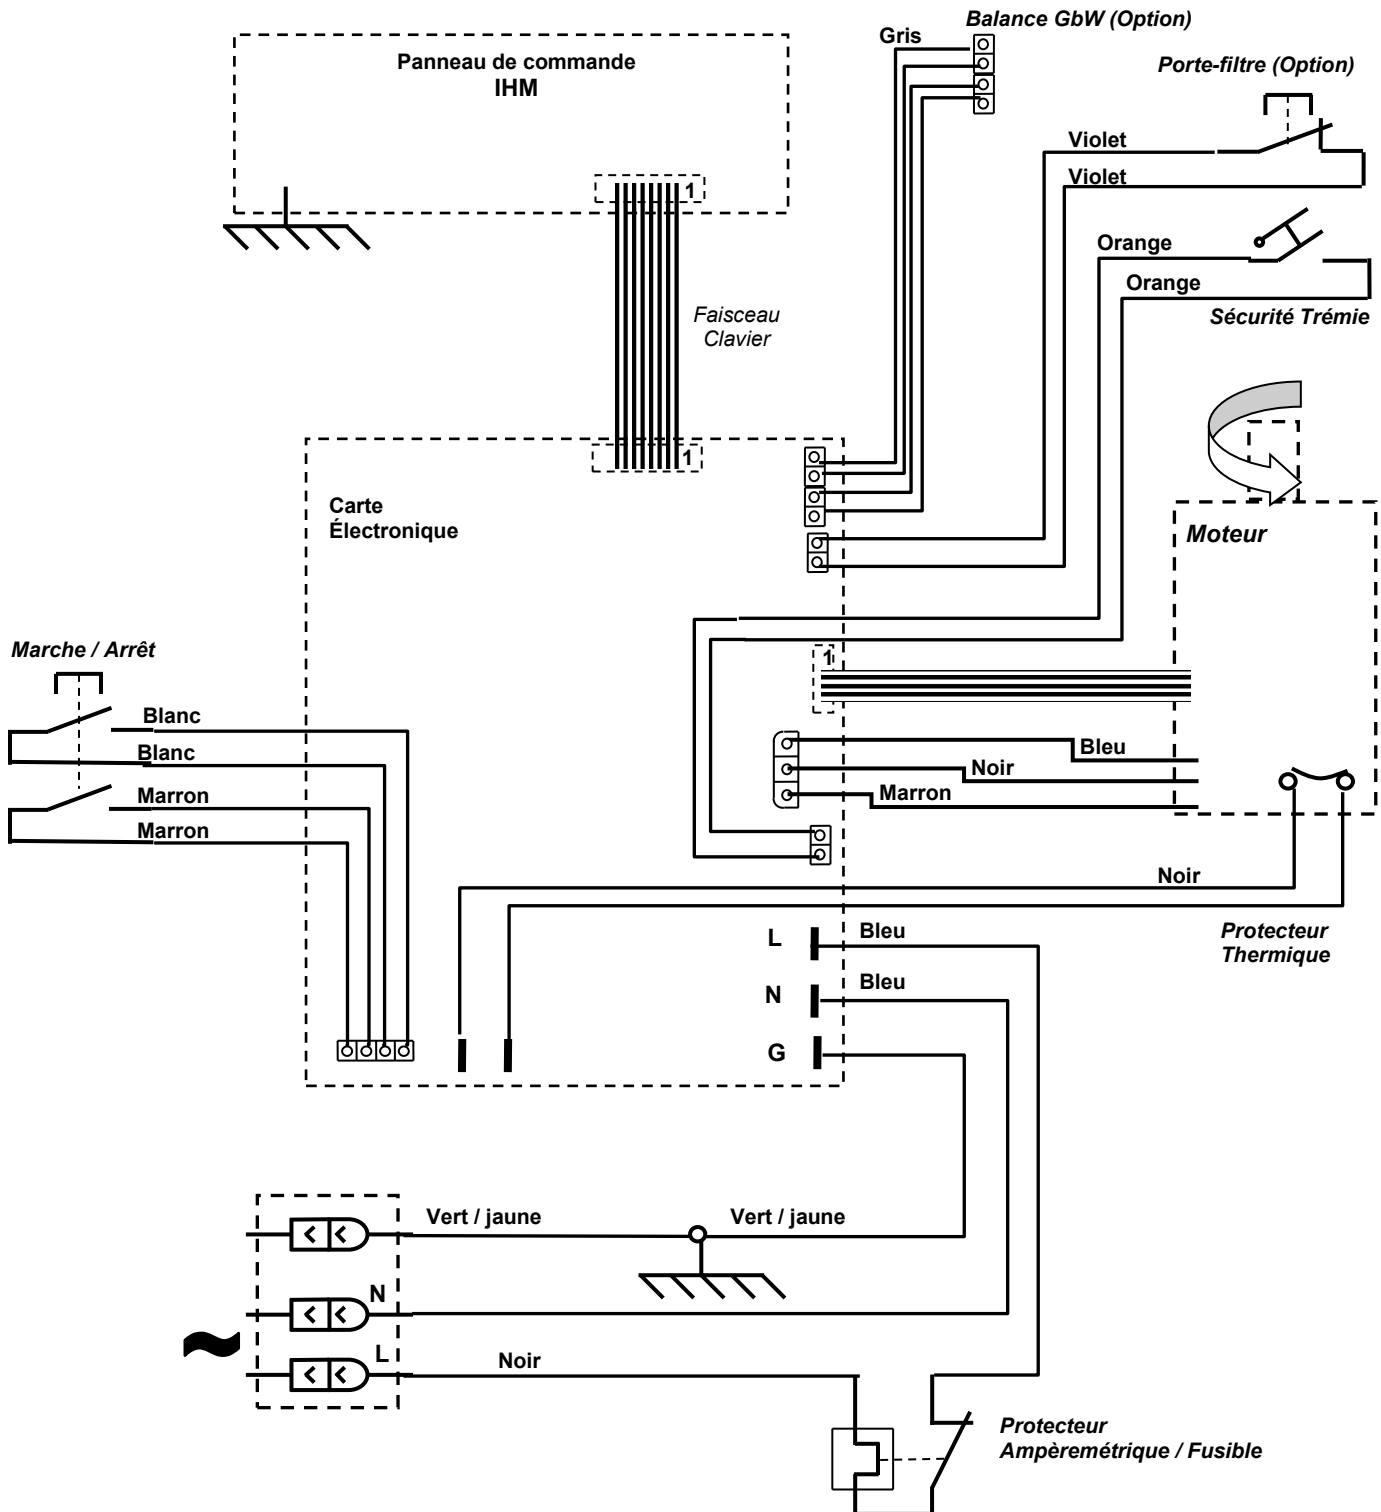 Balance GbW (Option)
Gris
Panneau de commande
IHM
Porte-filtre (Option)
Violet
1
Violet
Orange
Orange
Faisceau
Clavier
Sécurité Trémie
1
Carte
Électronique
Moteur
Marche / Arrêt
1
Blanc
Bleu
Blanc
Noir
Marron
Marron
Marron
Noir
L
Bleu
Protecteur
Thermique
N
Bleu
G
Vert / jaune
Vert / jaune
N
L
Noir
Protecteur
Ampèremétrique / Fusible